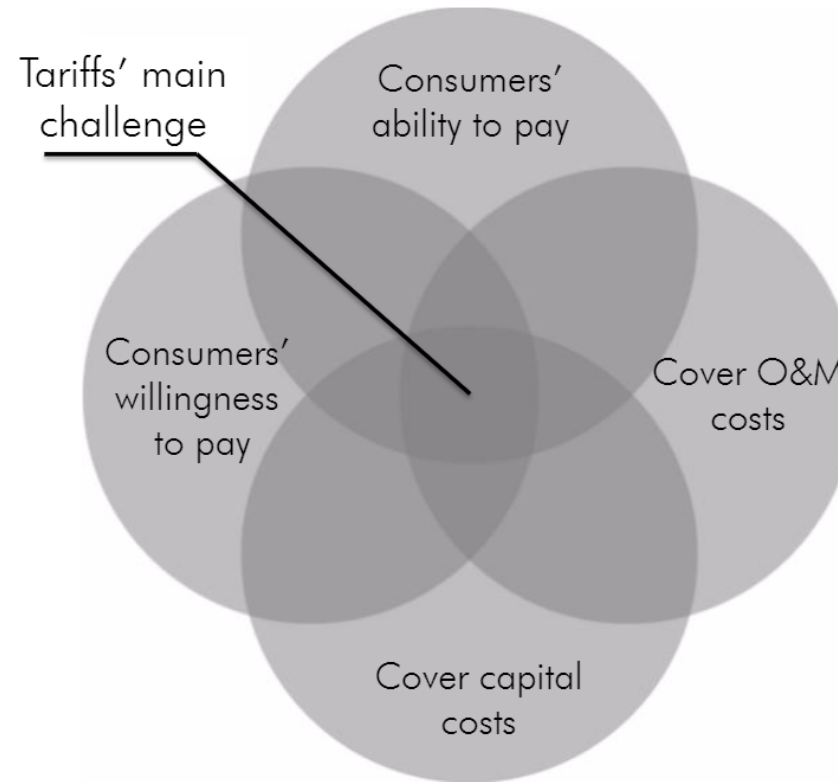 Tariffs' main
challenge
Consumers'
ability to pay
Consumers'
willingness
to pay
Cover O&M
costs
Cover capital
costs